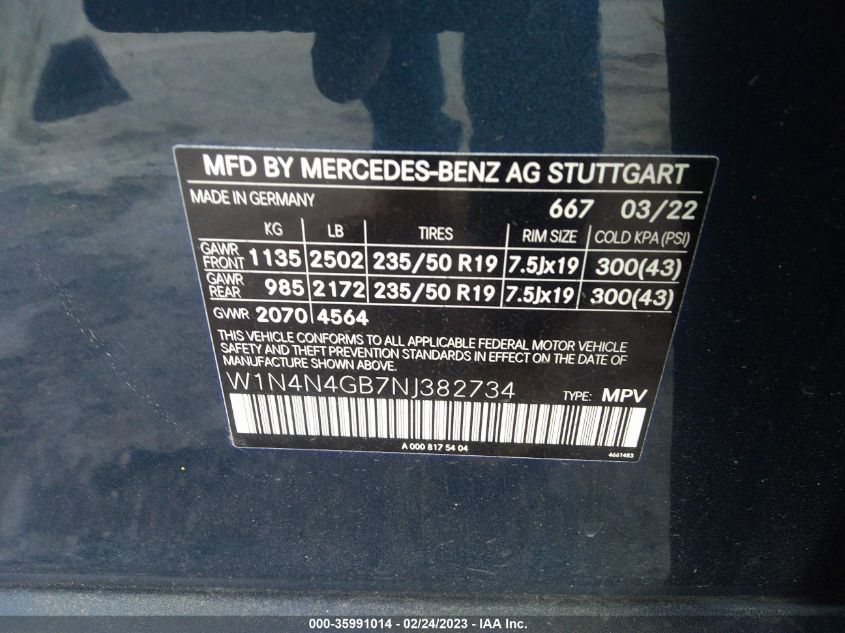 MFD BY MERCEDES-BENZ AG STUTTGART
MADE IN GERMANY 667 03/22
KG LB TIRES RIM SIZE COLD KPA (PSI)
GAWR FRONT 1135 2502 235/50 R19 7.5Jx19 300(43)
GAWR REAR 985 2172 235/50 R19 7.5Jx19 300(43)
GVWR 2070 4564
THIS VEHICLE CONFORMS TO ALL APPLICABLE FEDERAL MOTOR VEHICLE
SAFETY AND THEFT PREVENTION STANDARDS IN EFFECT ON THE DATE OF
MANUFACTURE SHOWN ABOVE.
W1N4N4GB7NJ382734 TYPE: MPV
A 000 817 54 04 4661483
000-35991014 - 02/24/2023 - IAA Inc.